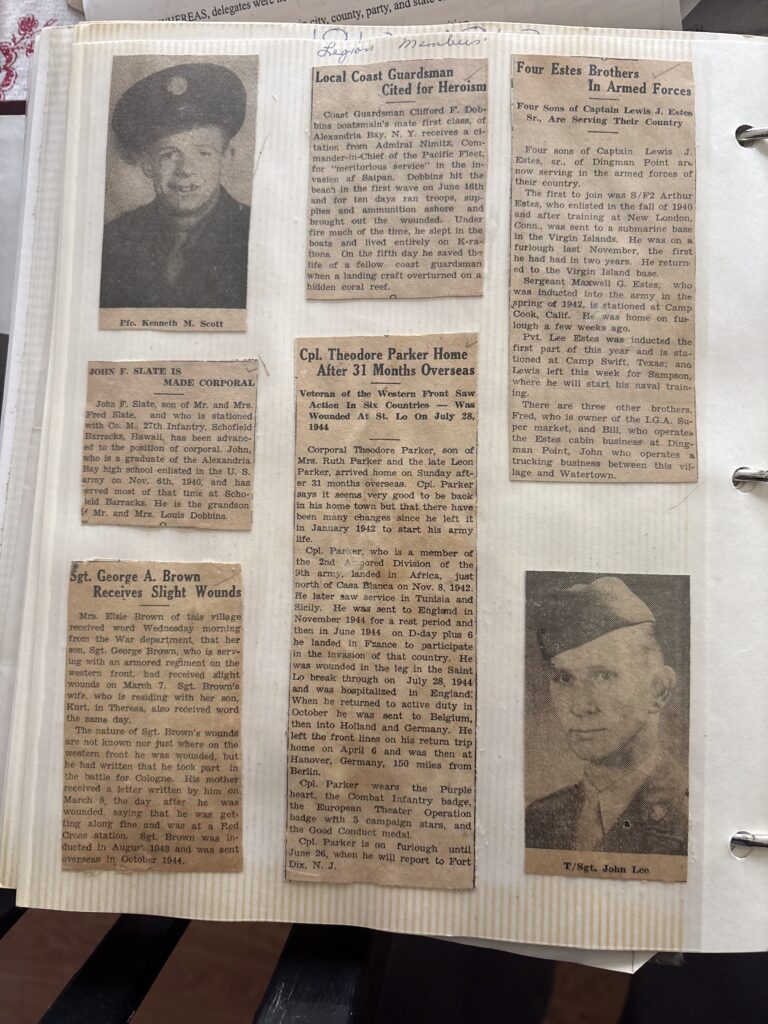 WHEREAS, delegates were
in city, county, party, and state
Legion Members
Pfc. Kenneth M. Scott
JOHN F. SLATE IS
MADE CORPORAL
John F. Slate, son of Mr. and Mrs.
Fred Slate, and who is stationed
with Co. M., 27th Infantry, Schofield
Barracks, Hawaii, has been advanc-
ed to the position of corporal. John,
who is a graduate of the Alexandria
Bay high school enlisted in the U. S.
army on Nov. 6th, 1940, and has
served most of that time at Scho-
field Barracks. He is the grandson
of Mr. and Mrs. Louis Dobbins.
Sgt. George A. Brown
Receives Slight Wounds
Mrs. Elsie Brown of this village
received word Wednesday morning
from the War department, that her
son, Sgt. George Brown, who is serv-
ing with an armored regiment on the
western front, had received slight
wounds on March 7. Sgt. Brown's
wife, who is residing with her son,
Kurt, in Theresa, also received word
the same day.
The nature of Sgt. Brown's wounds
are not known nor just where on the
western front he was wounded, but
he had written that he took part in
the battle for Cologne. His mother
received a letter written by him on
March 8, the day after he was
wounded, saying that he was get-
ting along fine and was at a Red
Cross station. Sgt. Brown was in-
ducted in August 1943 and was sent
overseas in October 1944.
Local Coast Guardsman
Cited for Heroism
Coast Guardsman Clifford F. Dob-
bins boatsmain's mate first class, of
Alexandria Bay, N. Y. receives a ci-
tation from Admiral Nimitz, Com-
mander-in-Chief of the Pacific Fleet,
for "meritorious service" in the in-
vasion of Saipan. Dobbins hit the
beach in the first wave on June 16th
and for ten days ran troops, sup-
plies and ammunition ashore and
brought out the wounded. Under
fire much of the time, he slept in the
boats and lived entirely on K-ra-
tions. On the fifth day he saved the
life of a fellow coast guardsman
when a landing craft overturned on a
hidden coral reef.
Cpl. Theodore Parker Home
After 31 Months Overseas
Veteran of the Western Front Saw
Action In Six Countries — Was
Wounded At St. Lo On July 28,
1944
Corporal Theodore Parker, son of
Mrs. Ruth Parker and the late Leon
Parker, arrived home on Sunday aft-
er 31 months overseas. Cpl. Parker
says it seems very good to be back
in his home town but that there have
been many changes since he left it
in January 1942 to start his army
life.
Cpl. Parker, who is a member of
the 2nd Armored Division of the
9th army, landed in Africa, just
north of Casa Blanca on Nov. 8, 1942.
He later saw service in Tunisia and
Sicily. He was sent to England in
November 1944 for a rest period and
then in June 1944 on D-day plus 6
he landed in France to participate
in the invasion of that country. He
was wounded in the leg in the Saint
Lo break through on July 28, 1944
and was hospitalized in England.
When he returned to active duty in
October he was sent to Belgium,
then into Holland and Germany. He
left the front lines on his return trip
home on April 6 and was then at
Hanover, Germany, 150 miles from
Berlin.
Cpl. Parker wears the Purple
heart, the Combat Infantry badge,
the European Theater Operation
badge with 5 campaign stars, and
the Good Conduct medal.
Cpl. Parker is on furlough until
June 26, when he will report to Fort
Dix, N. J.
Four Estes Brothers
In Armed Forces
Four Sons of Captain Lewis J. Estes
Sr., Are Serving Their Country
Four sons of Captain Lewis J.
Estes, sr., of Dingman Point are
now serving in the armed forces of
their country.
The first to join was S/F2 Arthur
Estes, who enlisted in the fall of 1940
and after training at New London,
Conn., was sent to a submarine base
in the Virgin Islands. He was on a
furlough last November, the first
he had had in two years. He return-
ed to the Virgin Island base.
Sergeant Maxwell G. Estes, who
was inducted into the army in the
spring of 1942, is stationed at Camp
Cook, Calif. He was home on fur-
lough a few weeks ago.
Pvt. Lee Estes was inducted the
first part of this year and is sta-
tioned at Camp Swift, Texas; and
Lewis left this week for Sampson,
where he will start his naval train-
ing.
There are three other brothers,
Fred, who is owner of the I.G.A. Su-
per market, and Bill, who operates
the Estes cabin business at Ding-
man Point, John who operates a
trucking business between this vil-
lage and Watertown.
T/Sgt. John Lee